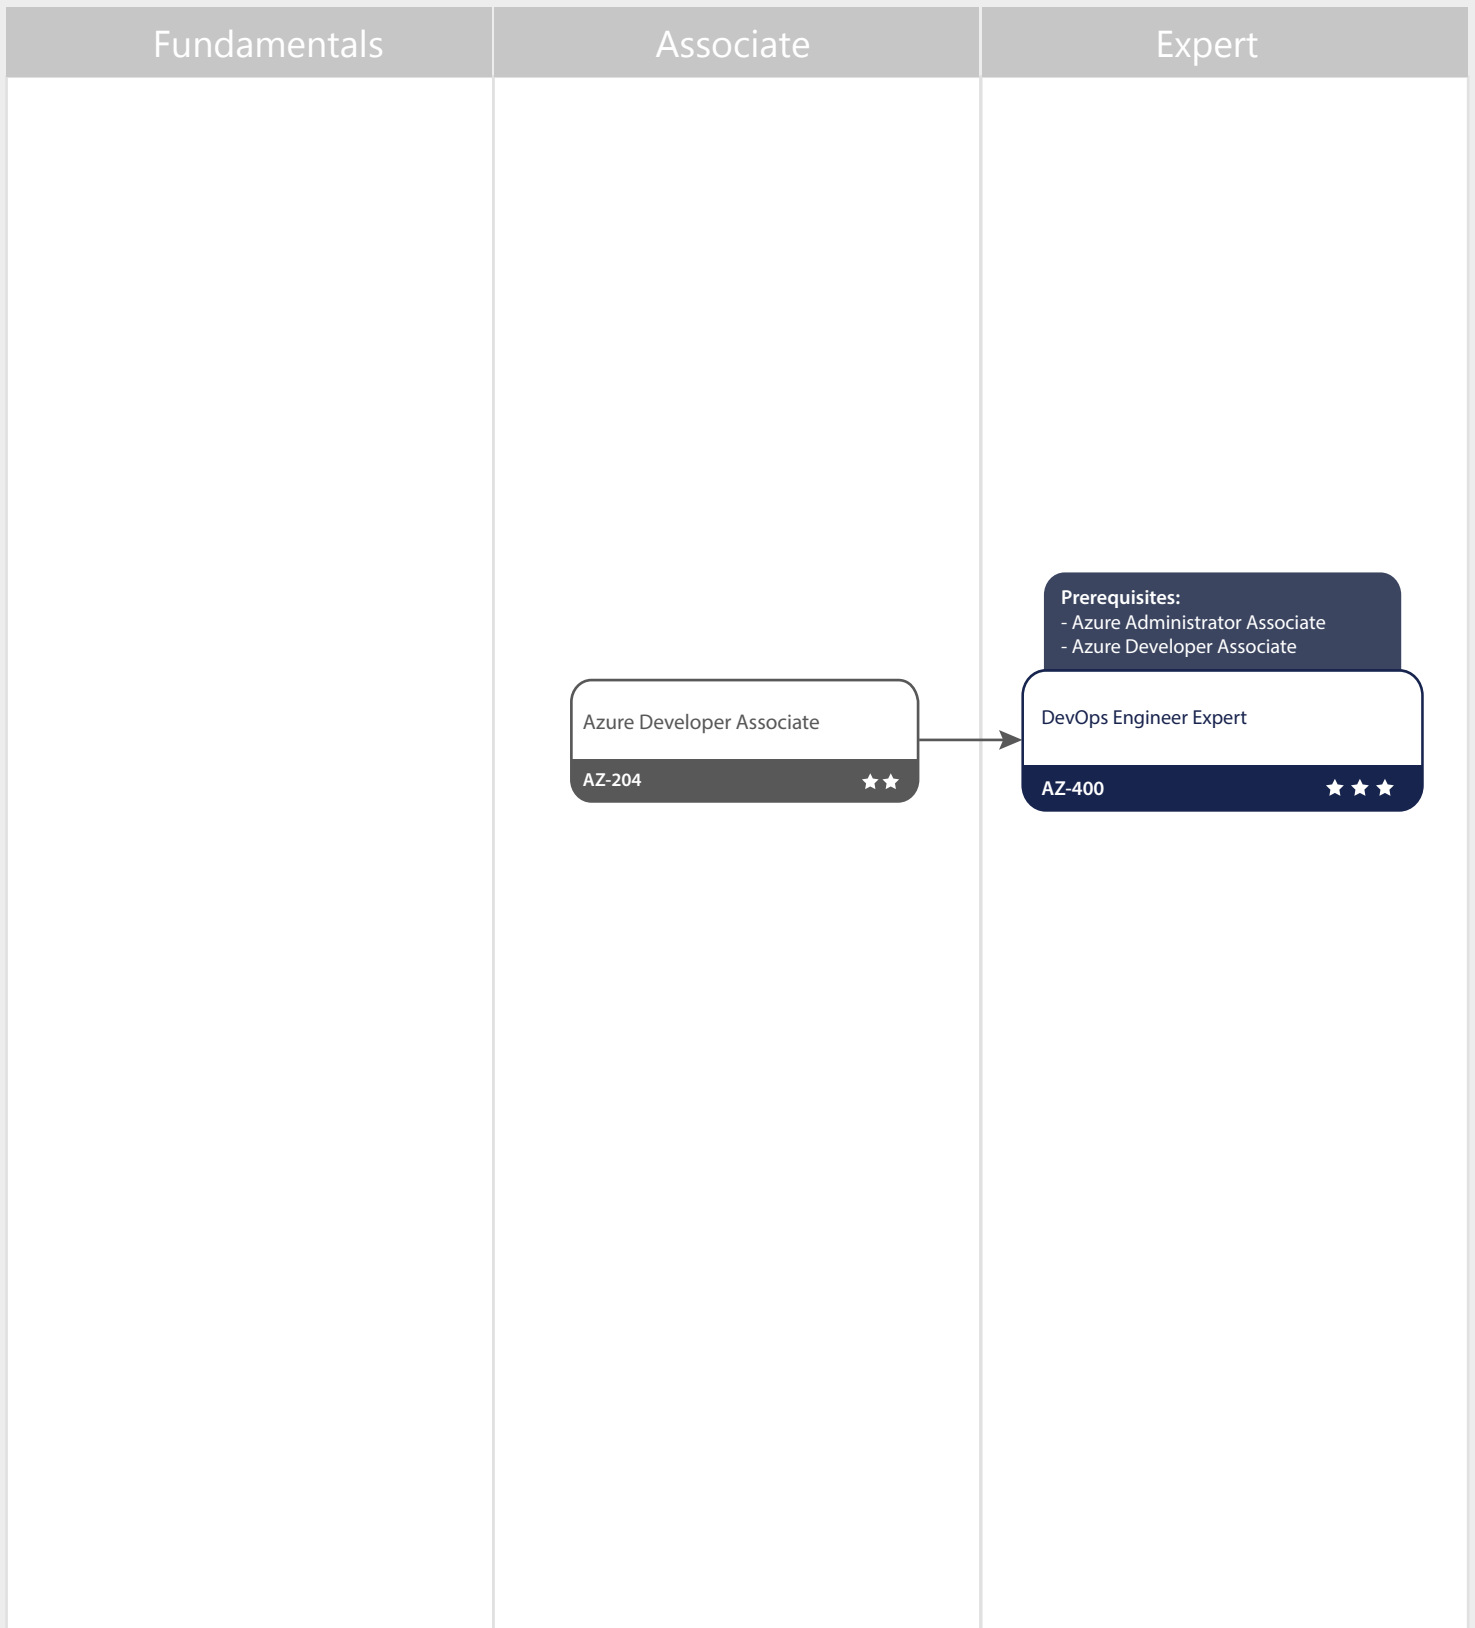 Fundamentals
Associate
Expert
Prerequisites:
- Azure Administrator Associate
- Azure Developer Associate
Azure Developer Associate
AZ-204
DevOps Engineer Expert
AZ-400